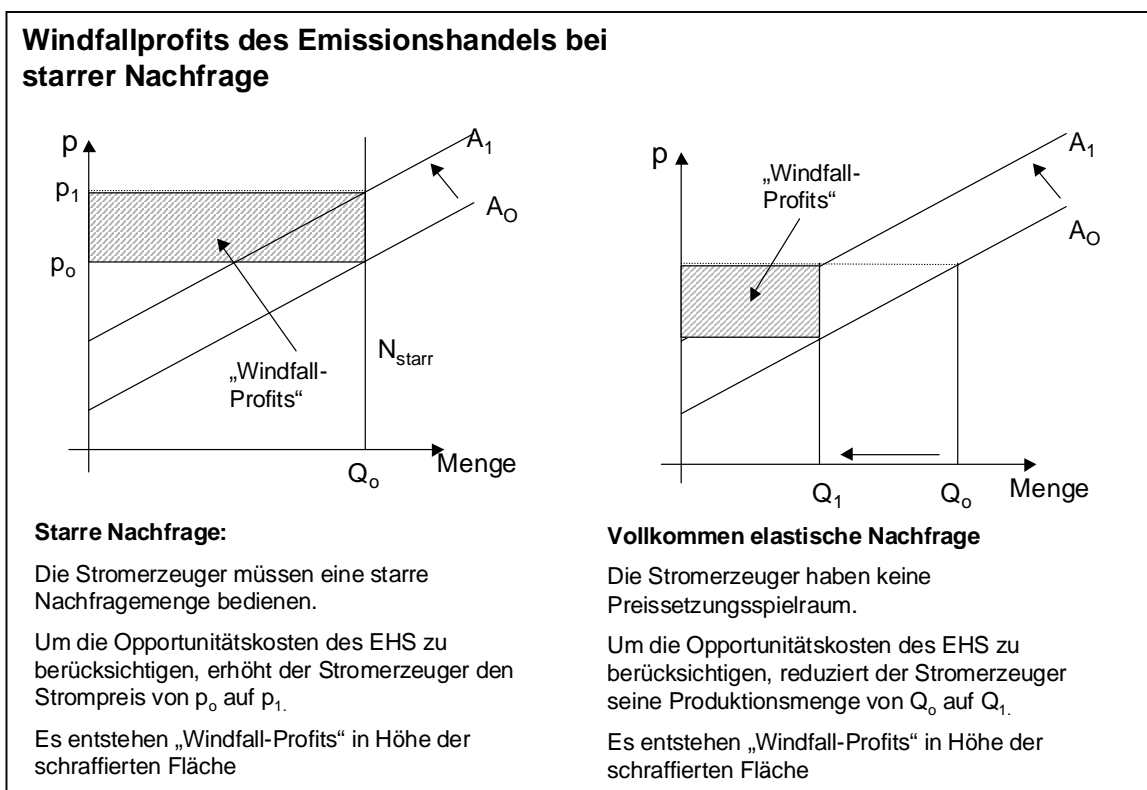 Windfallprofits des Emissionshandels bei
starrer Nachfrage
p
p1
po
A1
AO
„Windfall-
Profits“
Nstarr
Qo
Menge
p
„Windfall-
Profits“
A1
AO
Q1
Qo
Menge
Starre Nachfrage:
Die Stromerzeuger müssen eine starre
Nachfragemenge bedienen.
Um die Opportunitätskosten des EHS zu
berücksichtigen, erhöht der Stromerzeuger den
Strompreis von po auf p1.
Es entstehen „Windfall-Profits“ in Höhe der
schraffierten Fläche
Vollkommen elastische Nachfrage
Die Stromerzeuger haben keine
Preissetzungsspielraum.
Um die Opportunitätskosten des EHS zu
berücksichtigen, reduziert der Stromerzeuger
seine Produktionsmenge von Qo auf Q1.
Es entstehen „Windfall-Profits“ in Höhe der
schraffierten Fläche